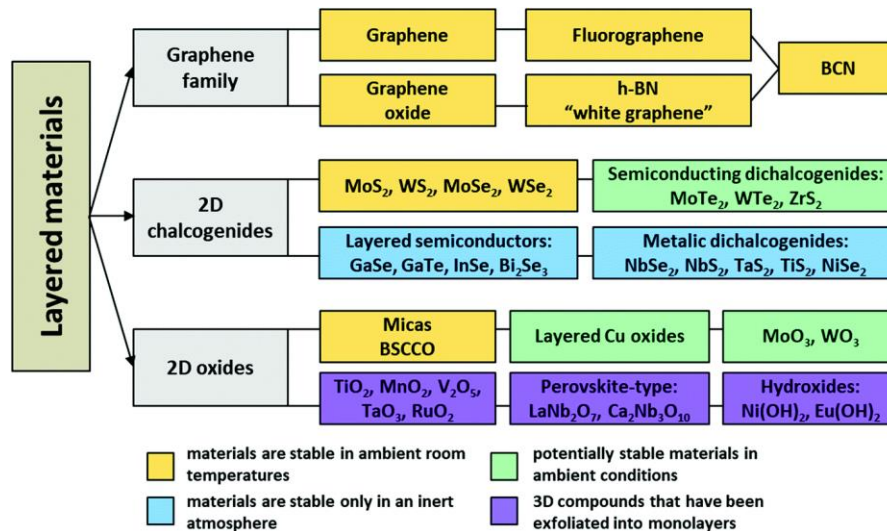 Layered materials
Graphene
family
Graphene
Fluorographene
BCN
Graphene
oxide
h-BN
“white graphene”
2D
chalcogenides
MoS₂, WS₂, MoSe₂, WSe₂
Semiconducting dichalcogenides:
MoTe₂, WTe₂, ZrS₂
Layered semiconductors:
GaSe, GaTe, InSe, Bi₂Se₃
Metalic dichalcogenides:
NbSe₂, NbS₂, TaS₂, TiS₂, NiSe₂
2D oxides
Micas
BSCCO
Layered Cu oxides
MoO₃, WO₃
TiO₂, MnO₂, V₂O₅,
TaO₃, RuO₂
Perovskite-type:
LaNb₂O₇, Ca₂Nb₃O₁₀
Hydroxides:
Ni(OH)₂, Eu(OH)₂
materials are stable in ambient room
temperatures
potentially stable materials in
ambient conditions
materials are stable only in an inert
atmosphere
3D compounds that have been
exfoliated into monolayers